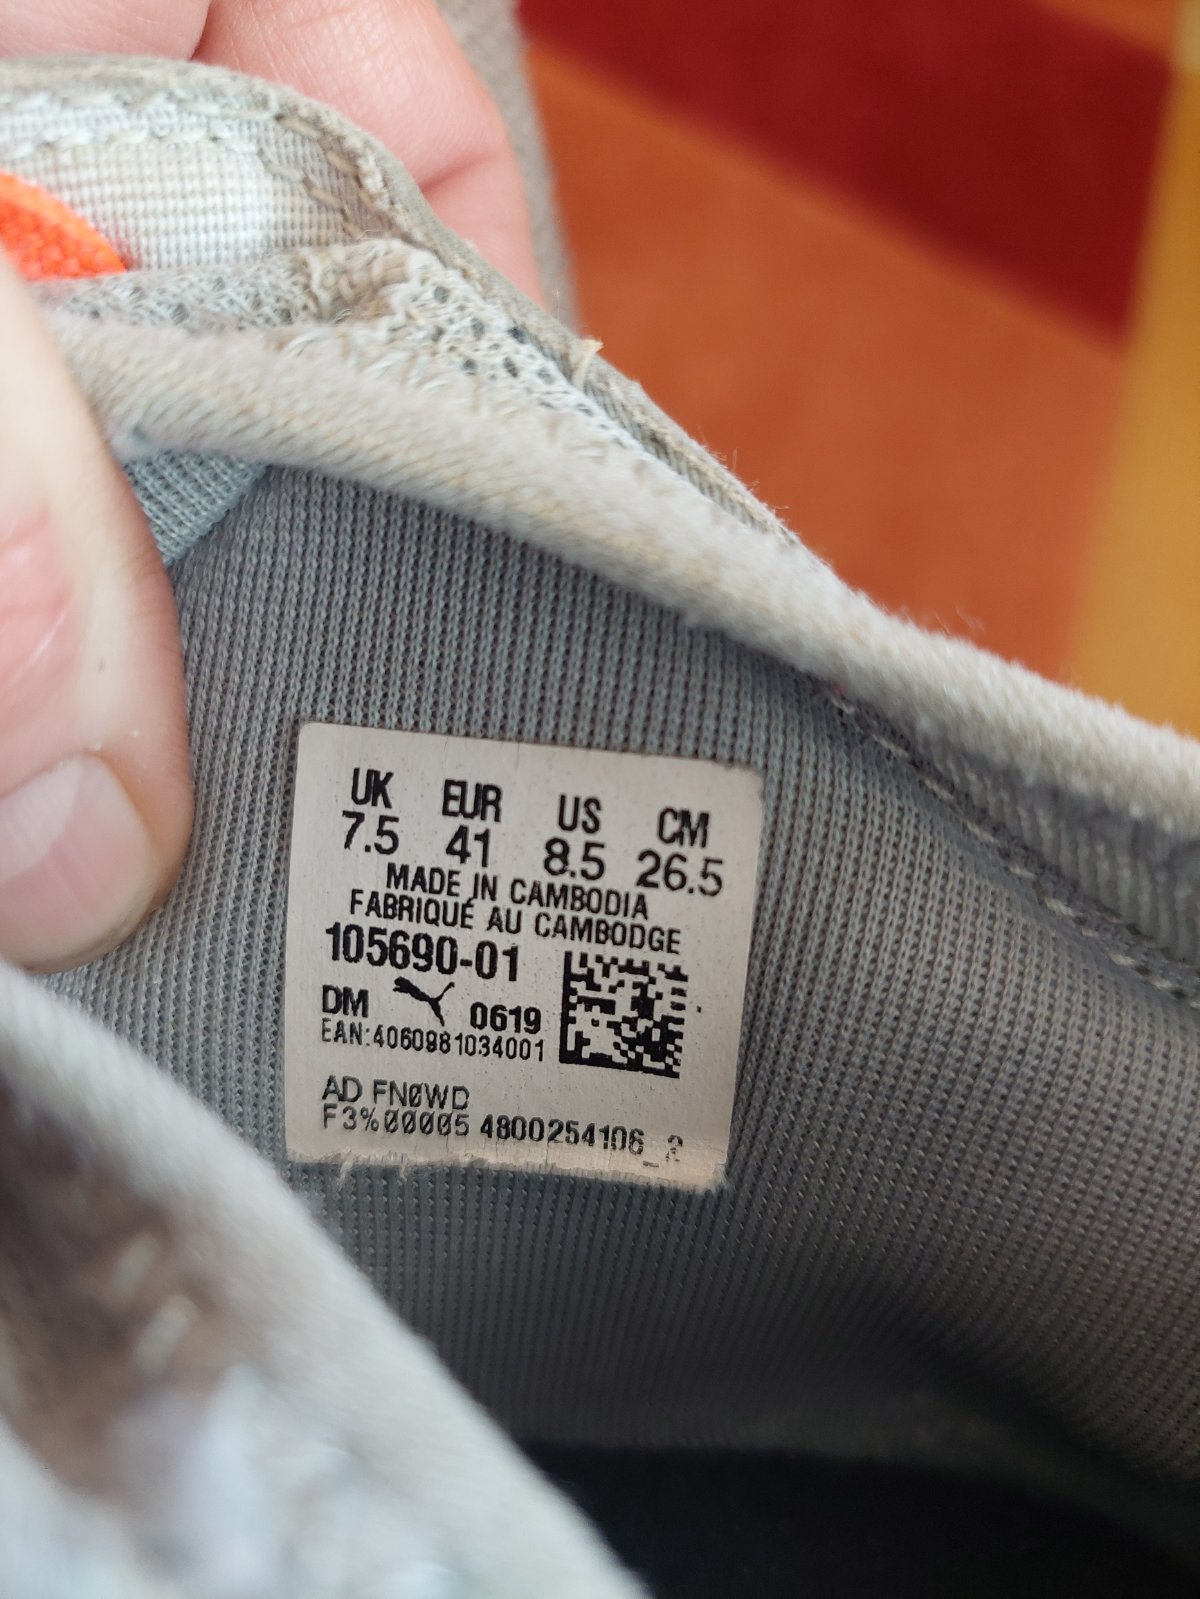 UK EUR US CM
7.5 41 8.5 26.5
MADE IN CAMBODIA
FABRIQUÉ AU CAMBODGE
105690-01
DM 0619
EAN:4060981034001
AD FN0WD
F3%00005 4800254106_2